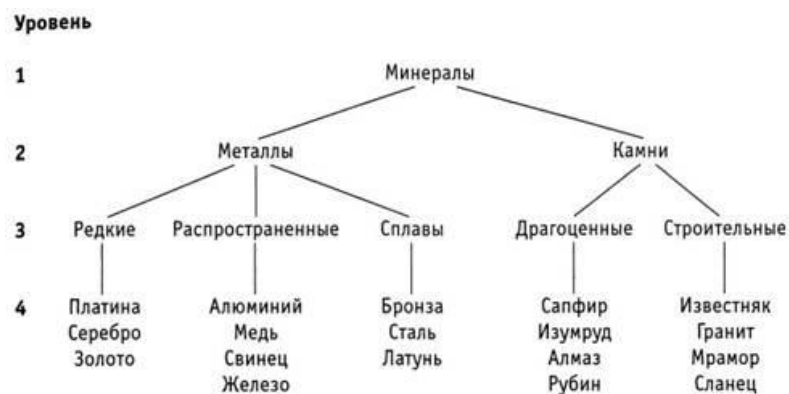 Уровень
1 Минералы
2 Металлы Камни
3 Редкие Распространенные Сплавы Драгоценные Строительные
4 Платина Алюминий Бронза Сапфир Известняк
Серебро Медь Сталь Изумруд Гранит
Золото Свинец Латунь Алмаз Мрамор
Железо Рубин Сланец